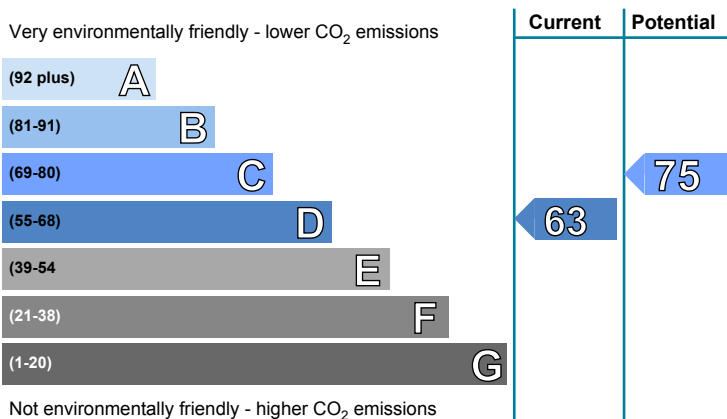 Current Potential
Very environmentally friendly - lower CO2 emissions
(92 plus) A
(81-91) B
(69-80) C
75
(55-68) D
63
(39-54 E
(21-38) F
(1-20) G
Not environmentally friendly - higher CO2 emissions